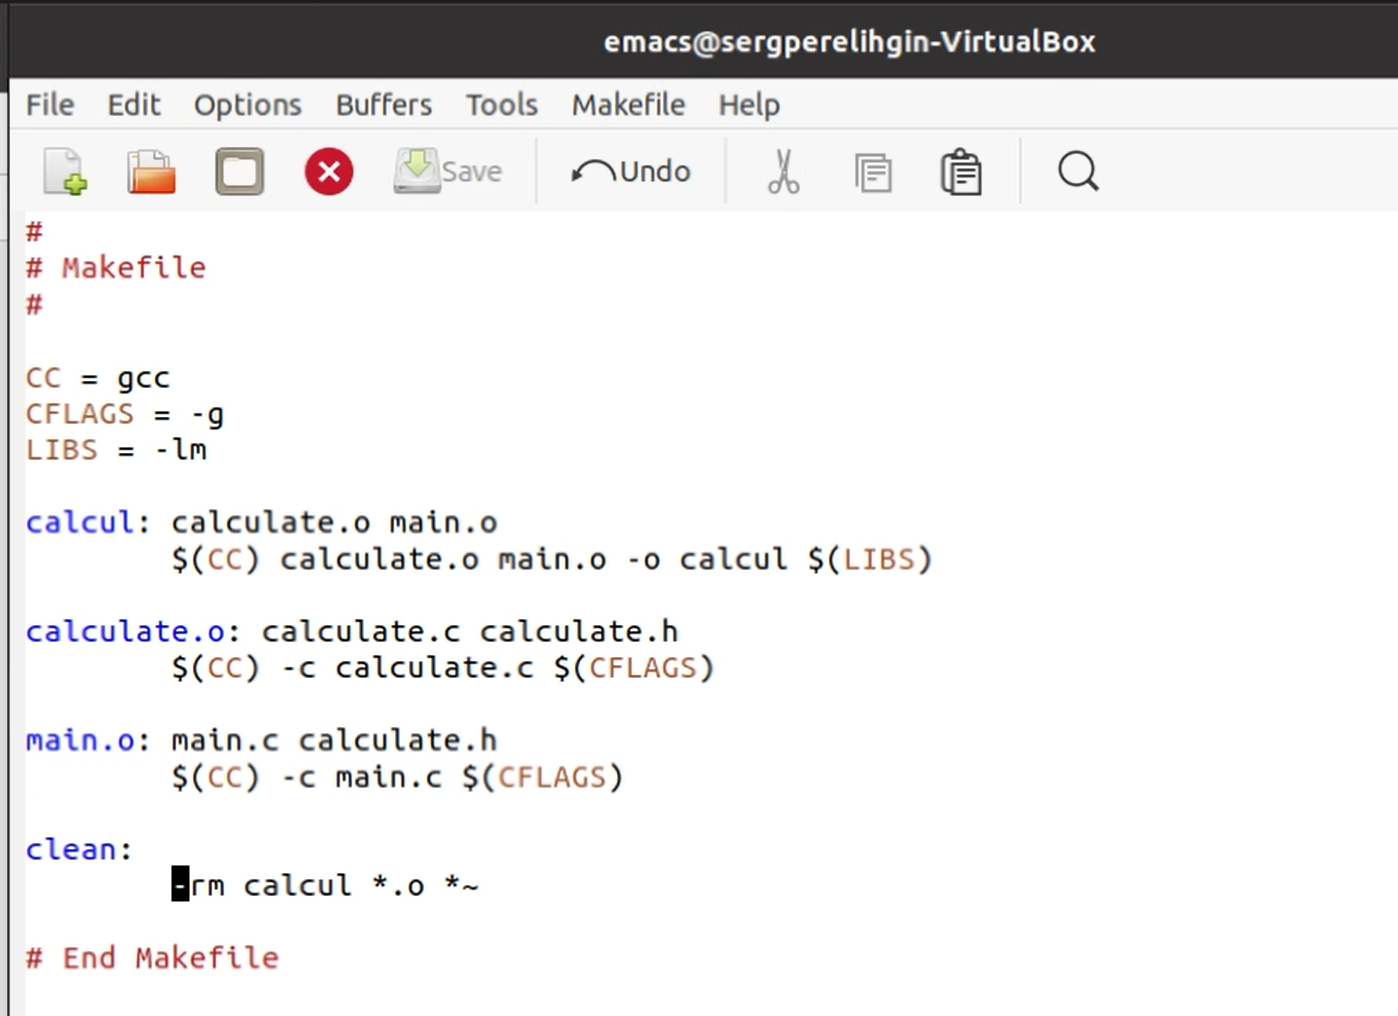 emacs@sergperelihgin-VirtualBox
File Edit Options Buffers Tools Makefile Help
Save Undo
#
# Makefile
#
CC = gcc
CFLAGS = -g
LIBS = -lm
calcul: calculate.o main.o
$(CC) calculate.o main.o -o calcul $(LIBS)
calculate.o: calculate.c calculate.h
$(CC) -c calculate.c $(CFLAGS)
main.o: main.c calculate.h
$(CC) -c main.c $(CFLAGS)
clean:
-rm calcul *.o *~
# End Makefile